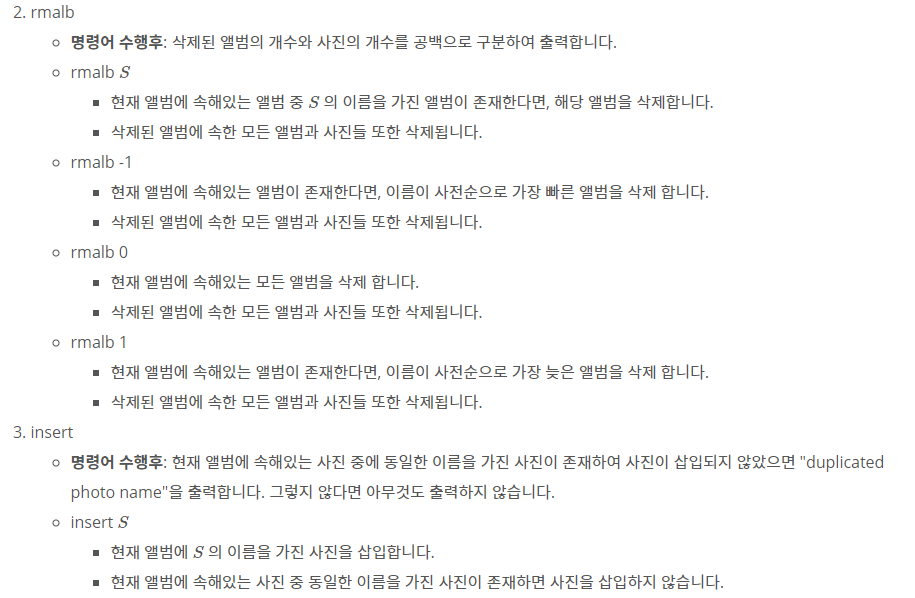 2. rmalb
명령어 수행후: 삭제된 앨범의 개수와 사진의 개수를 공백으로 구분하여 출력합니다.
rmalb S
현재 앨범에 속해있는 앨범 중 S 의 이름을 가진 앨범이 존재한다면, 해당 앨범을 삭제합니다.
삭제된 앨범에 속한 모든 앨범과 사진들 또한 삭제됩니다.
rmalb -1
현재 앨범에 속해있는 앨범이 존재한다면, 이름이 사전순으로 가장 빠른 앨범을 삭제 합니다.
삭제된 앨범에 속한 모든 앨범과 사진들 또한 삭제됩니다.
rmalb 0
현재 앨범에 속해있는 모든 앨범을 삭제 합니다.
삭제된 앨범에 속한 모든 앨범과 사진들 또한 삭제됩니다.
rmalb 1
현재 앨범에 속해있는 앨범이 존재한다면, 이름이 사전순으로 가장 늦은 앨범을 삭제 합니다.
삭제된 앨범에 속한 모든 앨범과 사진들 또한 삭제됩니다.
3. insert
명령어 수행후: 현재 앨범에 속해있는 사진 중에 동일한 이름을 가진 사진이 존재하여 사진이 삽입되지 않았으면 "duplicated
photo name"을 출력합니다. 그렇지 않다면 아무것도 출력하지 않습니다.
insert S
현재 앨범에 S 의 이름을 가진 사진을 삽입합니다.
현재 앨범에 속해있는 사진 중 동일한 이름을 가진 사진이 존재하면 사진을 삽입하지 않습니다.